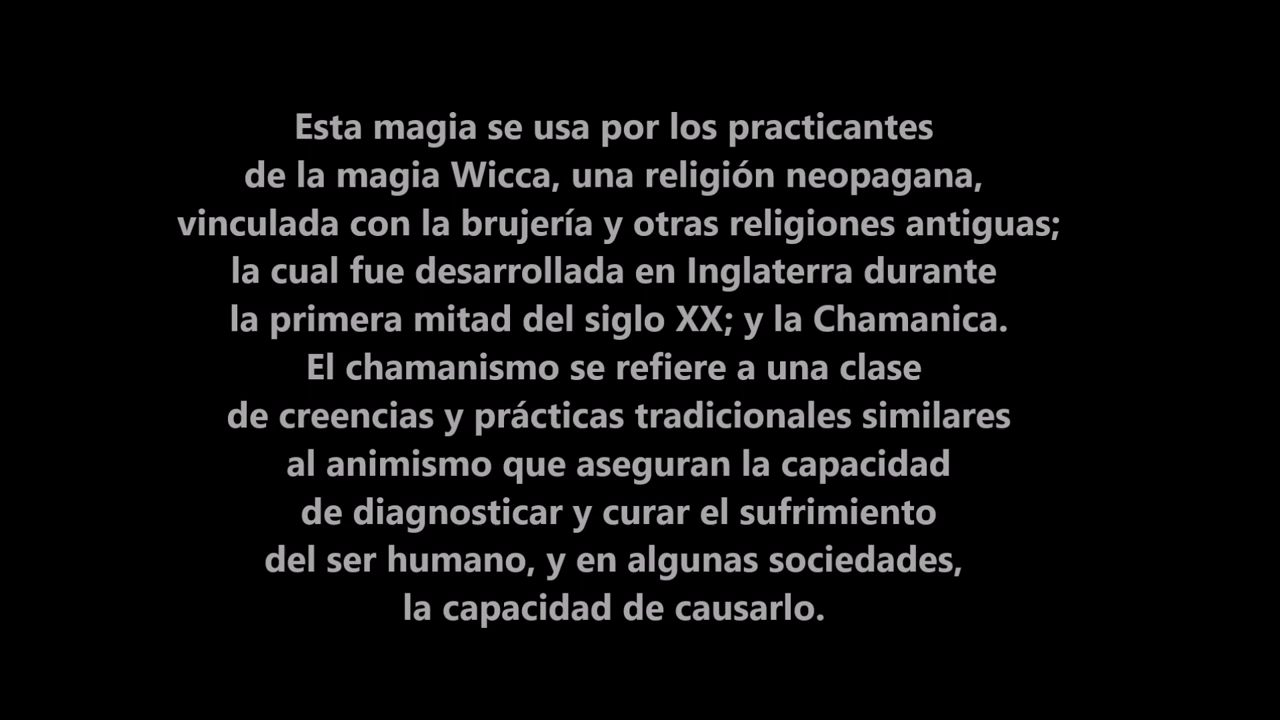 Esta magia se usa por los practicantes
de la magia Wicca, una religión neopagana,
vinculada con la brujería y otras religiones antiguas;
la cual fue desarrollada en Inglaterra durante
la primera mitad del siglo XX; y la Chamanica.
El chamanismo se refiere a una clase
de creencias y prácticas tradicionales similares
al animismo que aseguran la capacidad
de diagnosticar y curar el sufrimiento
del ser humano, y en algunas sociedades,
la capacidad de causarlo.